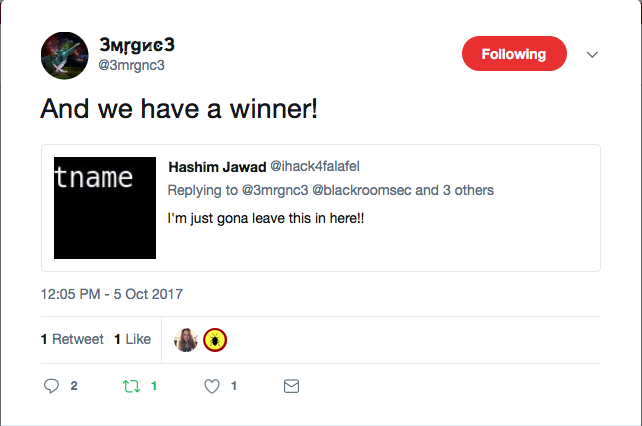 3ᴎᴉŗgᴎєЗ
Following
@3mrgnc3
And we have a winner!
tname
Hashim Jawad @ihack4falafel
Replying to @3mrgnc3 @blackroomsec and 3 others
I'm just gona leave this in here!!
12:05 PM - 5 Oct 2017
1 Retweet 1 Like
2 1 1